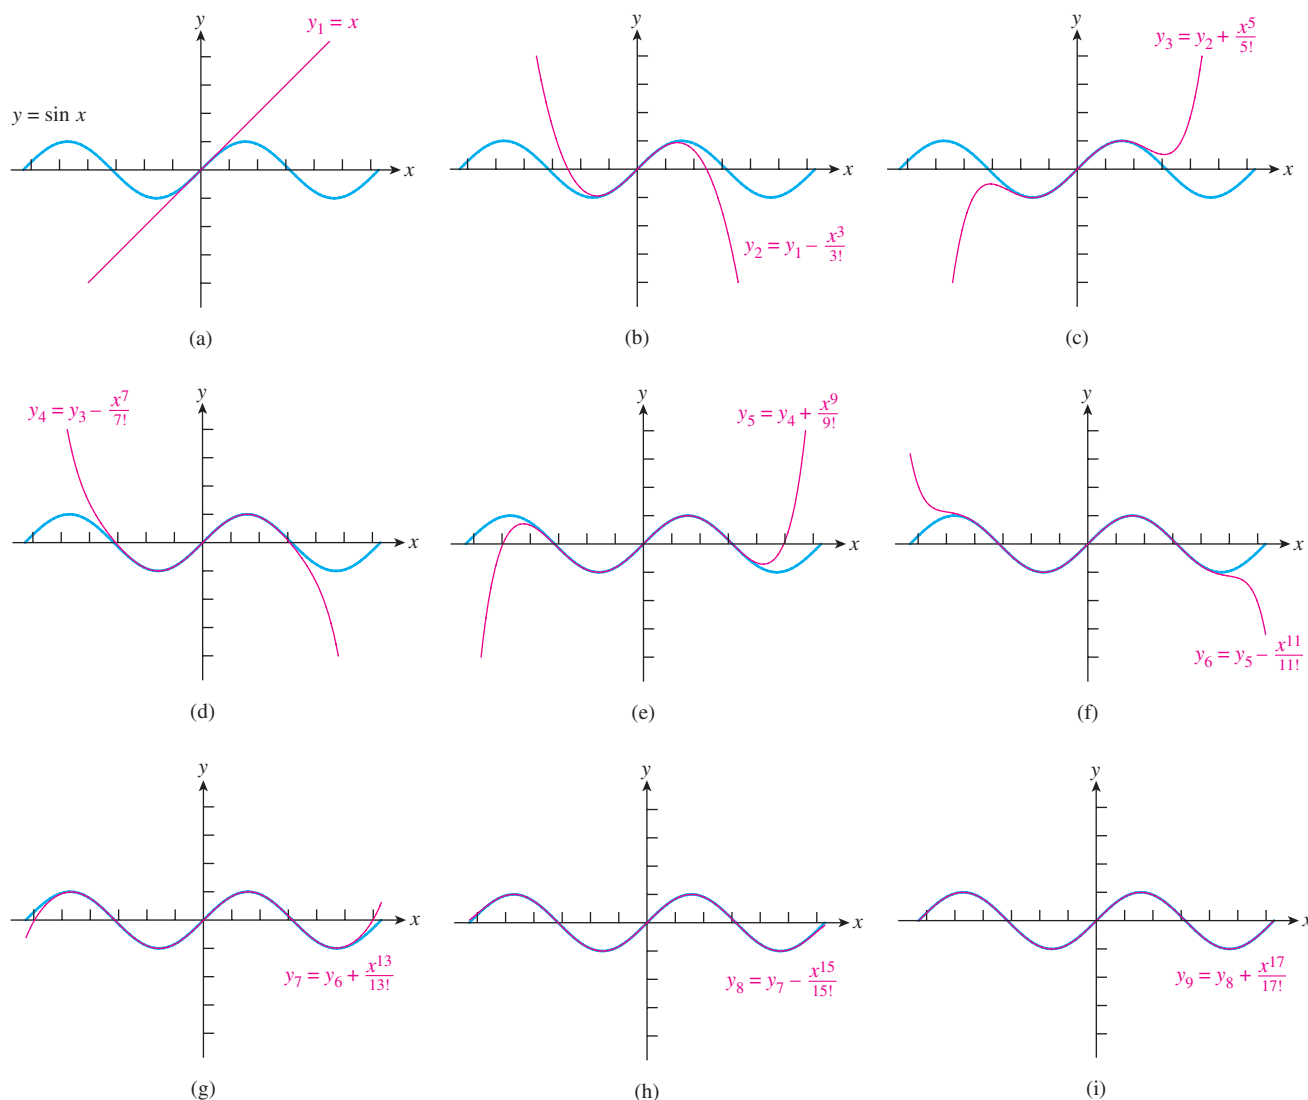 y
y₁ = x
y = sin x
x
(a)
y
x
y₂ = y₁ − x³/3!
(b)
y
y₃ = y₂ + x⁵/5!
x
(c)
y
y₄ = y₃ − x⁷/7!
x
(d)
y
y₅ = y₄ + x⁹/9!
x
(e)
y
x
y₆ = y₅ − x¹¹/11!
(f)
y
x
y₇ = y₆ + x¹³/13!
(g)
y
x
y₈ = y₇ − x¹⁵/15!
(h)
y
x
y₉ = y₈ + x¹⁷/17!
(i)